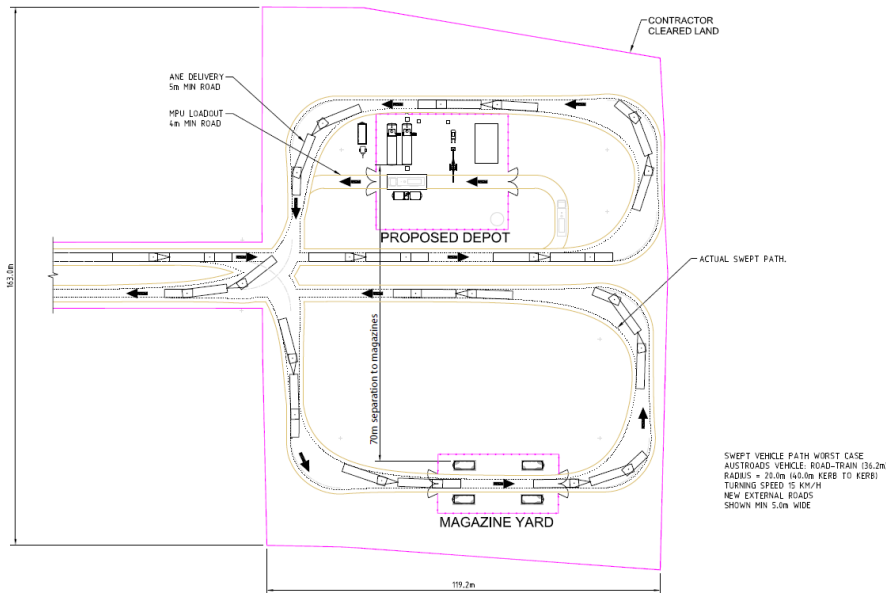 CONTRACTOR
CLEARED LAND
ANE DELIVERY
5m MIN ROAD
MPU LOADOUT
4m MIN ROAD
PROPOSED DEPOT
ACTUAL SWEPT PATH.
163.0m
70m separation to magazines
SWEPT VEHICLE PATH WORST CASE
AUSTROADS VEHICLE: ROAD-TRAIN (36.2m)
RADIUS = 20.0m (40.0m KERB TO KERB)
TURNING SPEED 15 KM/H
NEW EXTERNAL ROADS
SHOWN MIN 5.0m WIDE
MAGAZINE YARD
119.2m